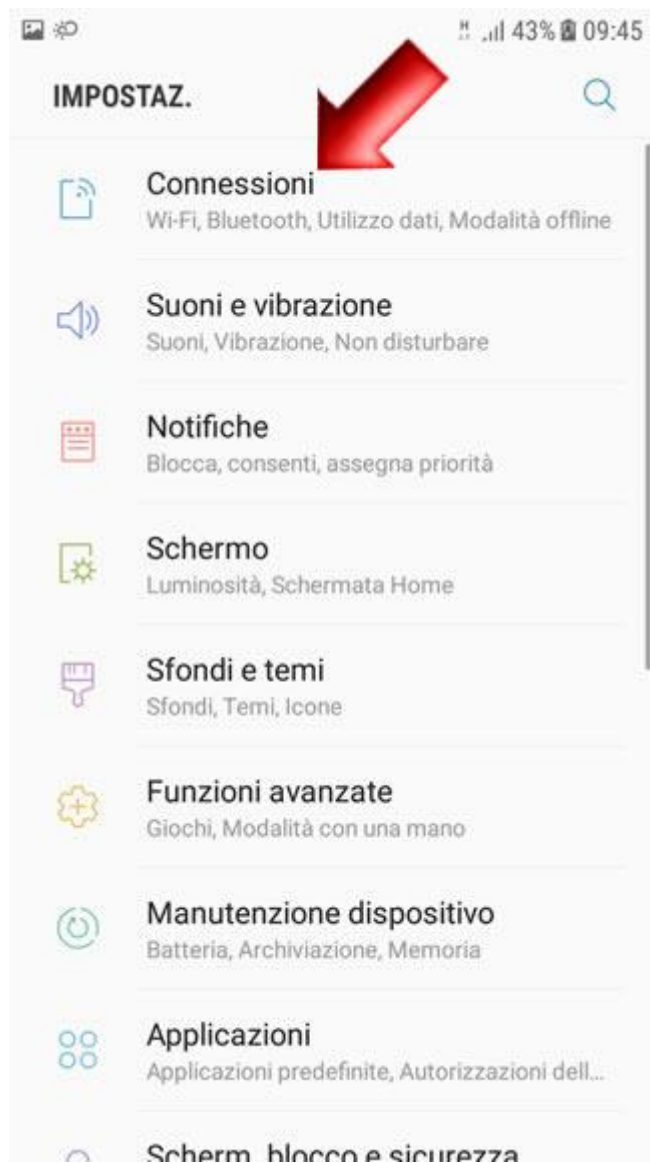 H 43% 09:45
IMPOSTAZ.
Connessioni
Wi-Fi, Bluetooth, Utilizzo dati, Modalità offline
Suoni e vibrazione
Suoni, Vibrazione, Non disturbare
Notifiche
Blocca, consenti, assegna priorità
Schermo
Luminosità, Schermata Home
Sfondi e temi
Sfondi, Temi, Icone
Funzioni avanzate
Giochi, Modalità con una mano
Manutenzione dispositivo
Batteria, Archiviazione, Memoria
Applicazioni
Applicazioni predefinite, Autorizzazioni dell...
Scherm. blocco e sicurezza